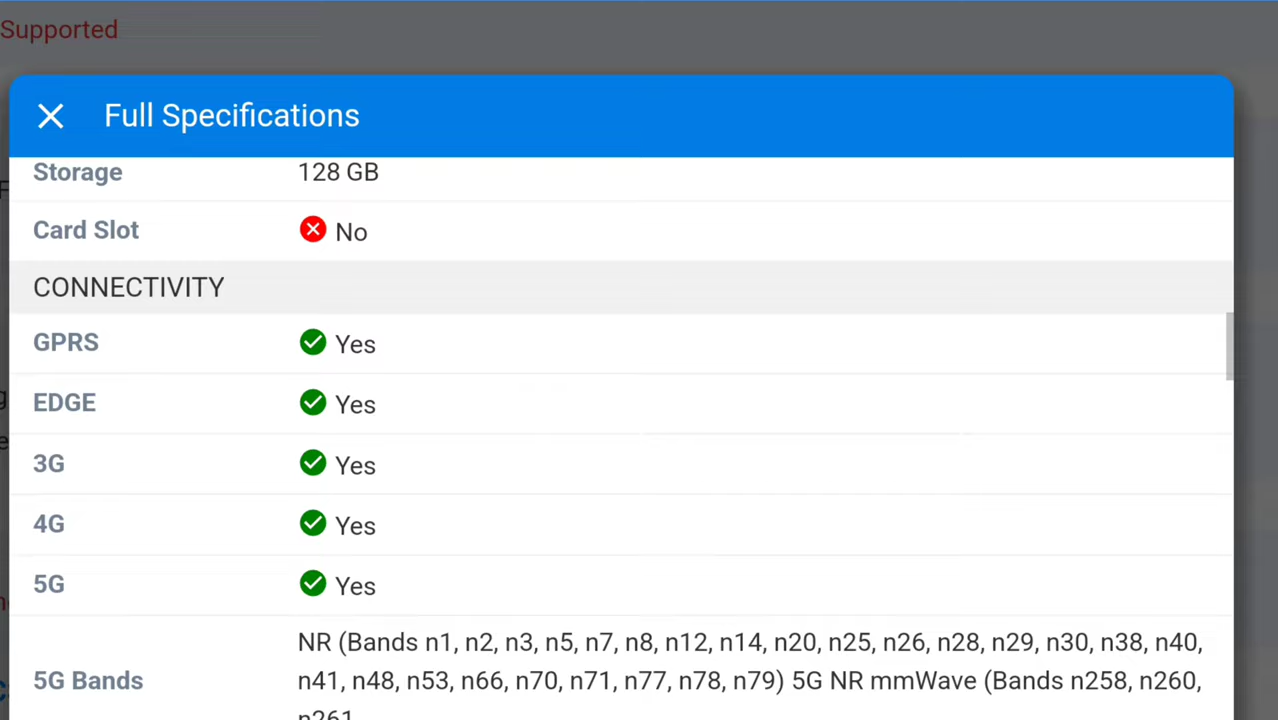 Supported
Full Specifications
Storage 128 GB
Card Slot No
CONNECTIVITY
GPRS Yes
EDGE Yes
3G Yes
4G Yes
5G Yes
NR (Bands n1, n2, n3, n5, n7, n8, n12, n14, n20, n25, n26, n28, n29, n30, n38, n40,
5G Bands n41, n48, n53, n66, n70, n71, n77, n78, n79) 5G NR mmWave (Bands n258, n260,
n261